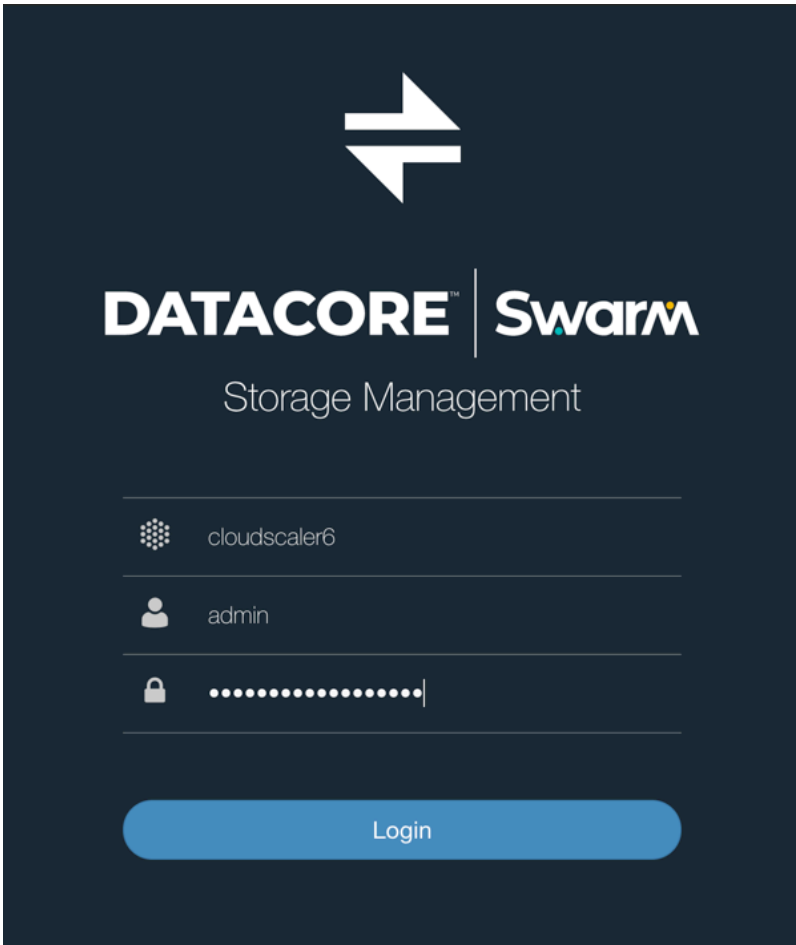 DATACORE™ | Swarm
Storage Management
cloudscaler6
admin
••••••••••••••••••
Login